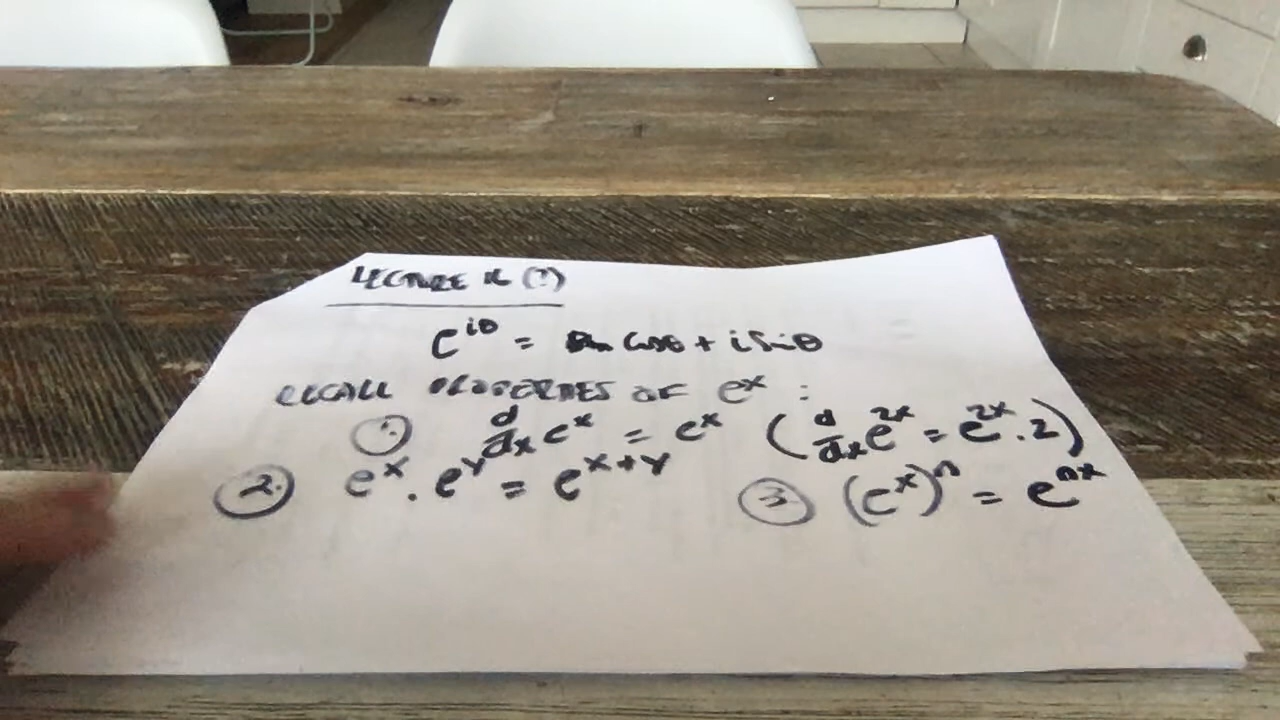 LECTURE K (?)
e^{iθ} = cosθ + i sinθ
RECALL PROPERTIES OF e^x :
① d/dx e^x = e^x (d/dx e^{2x} = e^{2x} . 2)
② e^x . e^y = e^{x+y} ③ (e^x)^n = e^{nx}